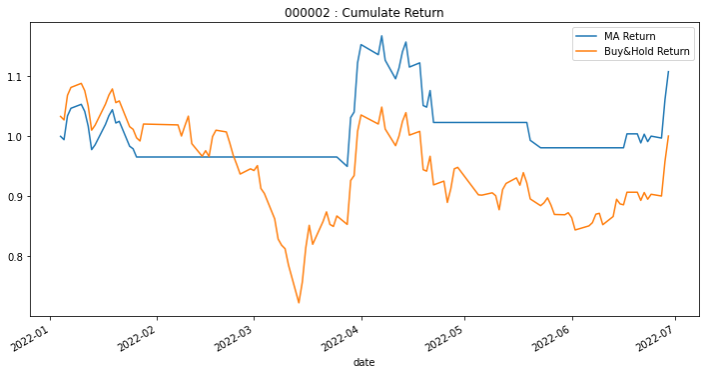 000002 : Cumulate Return
MA Return
Buy&Hold Return
1.1
1.0
0.9
0.8
2022-01
2022-02
2022-03
2022-04
2022-05
2022-06
2022-07
date